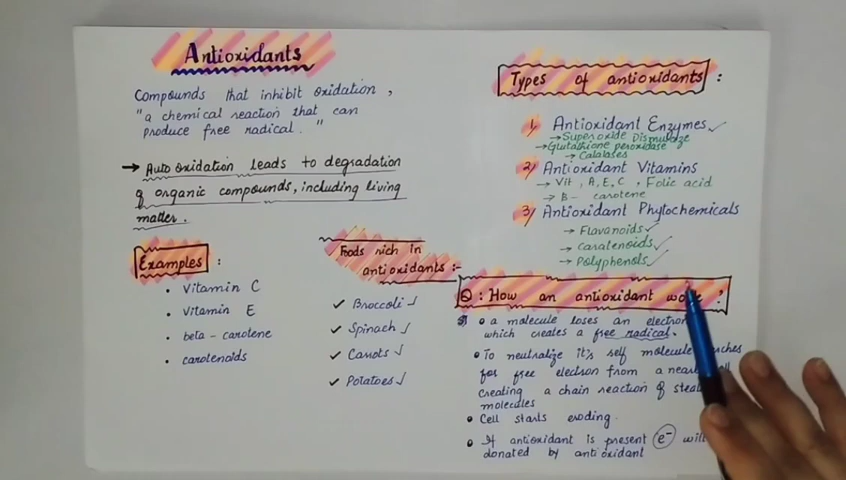 Antioxidants
Compounds that inhibit oxidation,
"a chemical reaction that can
produce free radical."
→ Auto oxidation leads to degradation
of organic compounds, including living
matter.
Examples :
• Vitamin C
• Vitamin E
• beta - carotene
• carotenoids
Foods rich in
antioxidants :-
✓ Broccoli
✓ Spinach
✓ Carrots
✓ Potatoes
Types of antioxidants :
1) Antioxidant Enzymes
→ Superoxide Dismutaze
→ Glutathione peroxidase
→ Catalases
2) Antioxidant Vitamins
→ Vit, A, E, C, Folic acid
→ B - carotene
3) Antioxidant Phytochemicals
→ Flavanoids
→ Caratenoids
→ Polyphenols
Q : How an antioxidant
a molecule loses an
which creates a free radical.
• To neutralize it's self molecule
for free electron from a
creating a chain reaction of
molecules
• Cell starts eroding.
• If antioxidant is present e-
donated by antioxidant